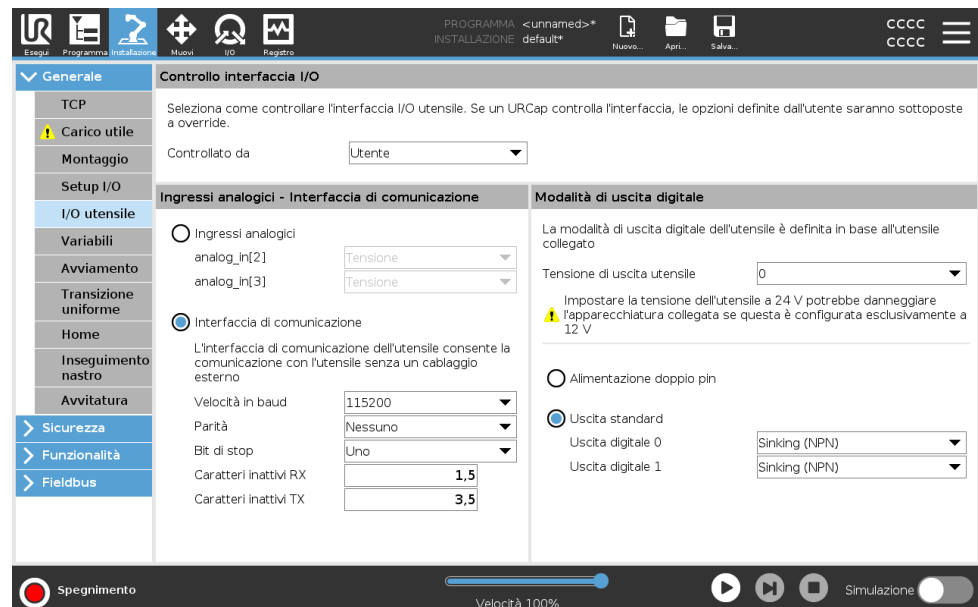 PROGRAMMA <unnamed>*
INSTALLAZIONE default*
Esegui
Programma
Installazione
Muovi
I/O
Registro
Nuovo...
Apri...
Salva...
CCCC
CCCC
Generale
TCP
Carico utile
Montaggio
Setup I/O
I/O utensile
Variabili
Avviamento
Transizione
uniforme
Home
Inseguimento
nastro
Avvitatura
Sicurezza
Funzionalità
Fieldbus
Controllo interfaccia I/O
Seleziona come controllare l'interfaccia I/O utensile. Se un URCap controlla l'interfaccia, le opzioni definite dall'utente saranno sottoposte
a override.
Controllato da Utente
Ingressi analogici - Interfaccia di comunicazione
Ingressi analogici
analog_in[2] Tensione
analog_in[3] Tensione
Interfaccia di comunicazione
L'interfaccia di comunicazione dell'utensile consente la
comunicazione con l'utensile senza un cablaggio
esterno
Velocità in baud 115200
Parità Nessuno
Bit di stop Uno
Caratteri inattivi RX 1,5
Caratteri inattivi TX 3,5
Modalità di uscita digitale
La modalità di uscita digitale dell'utensile è definita in base all'utensile
collegato
Tensione di uscita utensile 0
Impostare la tensione dell'utensile a 24 V potrebbe danneggiare
l'apparecchiatura collegata se questa è configurata esclusivamente a
12 V
Alimentazione doppio pin
Uscita standard
Uscita digitale 0 Sinking (NPN)
Uscita digitale 1 Sinking (NPN)
Spegnimento
Velocità 100%
Simulazione